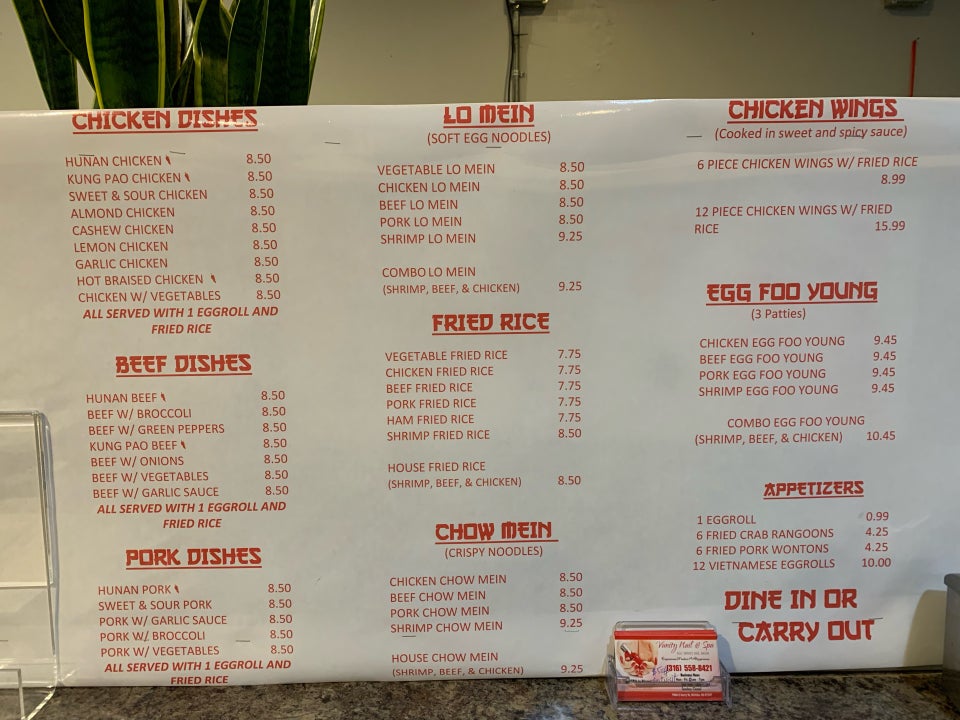 CHICKEN DISHES
HUNAN CHICKEN 8.50
KUNG PAO CHICKEN 8.50
SWEET & SOUR CHICKEN 8.50
ALMOND CHICKEN 8.50
CASHEW CHICKEN 8.50
LEMON CHICKEN 8.50
GARLIC CHICKEN 8.50
HOT BRAISED CHICKEN 8.50
CHICKEN W/ VEGETABLES 8.50
ALL SERVED WITH 1 EGGROLL AND
FRIED RICE
BEEF DISHES
HUNAN BEEF 8.50
BEEF W/ BROCCOLI 8.50
BEEF W/ GREEN PEPPERS 8.50
KUNG PAO BEEF 8.50
BEEF W/ ONIONS 8.50
BEEF W/ VEGETABLES 8.50
BEEF W/ GARLIC SAUCE 8.50
ALL SERVED WITH 1 EGGROLL AND
FRIED RICE
PORK DISHES
HUNAN PORK 8.50
SWEET & SOUR PORK 8.50
PORK W/ GARLIC SAUCE 8.50
PORK W/ BROCCOLI 8.50
PORK W/ VEGETABLES 8.50
ALL SERVED WITH 1 EGGROLL AND
FRIED RICE
LO MEIN
(SOFT EGG NOODLES)
VEGETABLE LO MEIN 8.50
CHICKEN LO MEIN 8.50
BEEF LO MEIN 8.50
PORK LO MEIN 8.50
SHRIMP LO MEIN 9.25
COMBO LO MEIN
(SHRIMP, BEEF, & CHICKEN) 9.25
FRIED RICE
VEGETABLE FRIED RICE 7.75
CHICKEN FRIED RICE 7.75
BEEF FRIED RICE 7.75
PORK FRIED RICE 7.75
HAM FRIED RICE 7.75
SHRIMP FRIED RICE 8.50
HOUSE FRIED RICE
(SHRIMP, BEEF, & CHICKEN) 8.50
CHOW MEIN
(CRISPY NOODLES)
CHICKEN CHOW MEIN 8.50
BEEF CHOW MEIN 8.50
PORK CHOW MEIN 8.50
SHRIMP CHOW MEIN 9.25
HOUSE CHOW MEIN
(SHRIMP, BEEF, & CHICKEN) 9.25
CHICKEN WINGS
(Cooked in sweet and spicy sauce)
6 PIECE CHICKEN WINGS W/ FRIED RICE
8.99
12 PIECE CHICKEN WINGS W/ FRIED
RICE 15.99
EGG FOO YOUNG
(3 Patties)
CHICKEN EGG FOO YOUNG 9.45
BEEF EGG FOO YOUNG 9.45
PORK EGG FOO YOUNG 9.45
SHRIMP EGG FOO YOUNG 9.45
COMBO EGG FOO YOUNG
(SHRIMP, BEEF, & CHICKEN) 10.45
APPETIZERS
1 EGGROLL 0.99
6 FRIED CRAB RANGOONS 4.25
6 FRIED PORK WONTONS 4.25
12 VIETNAMESE EGGROLLS 10.00
DINE IN OR
CARRY OUT
Vanity Nail & Spa
(316) 558-8421